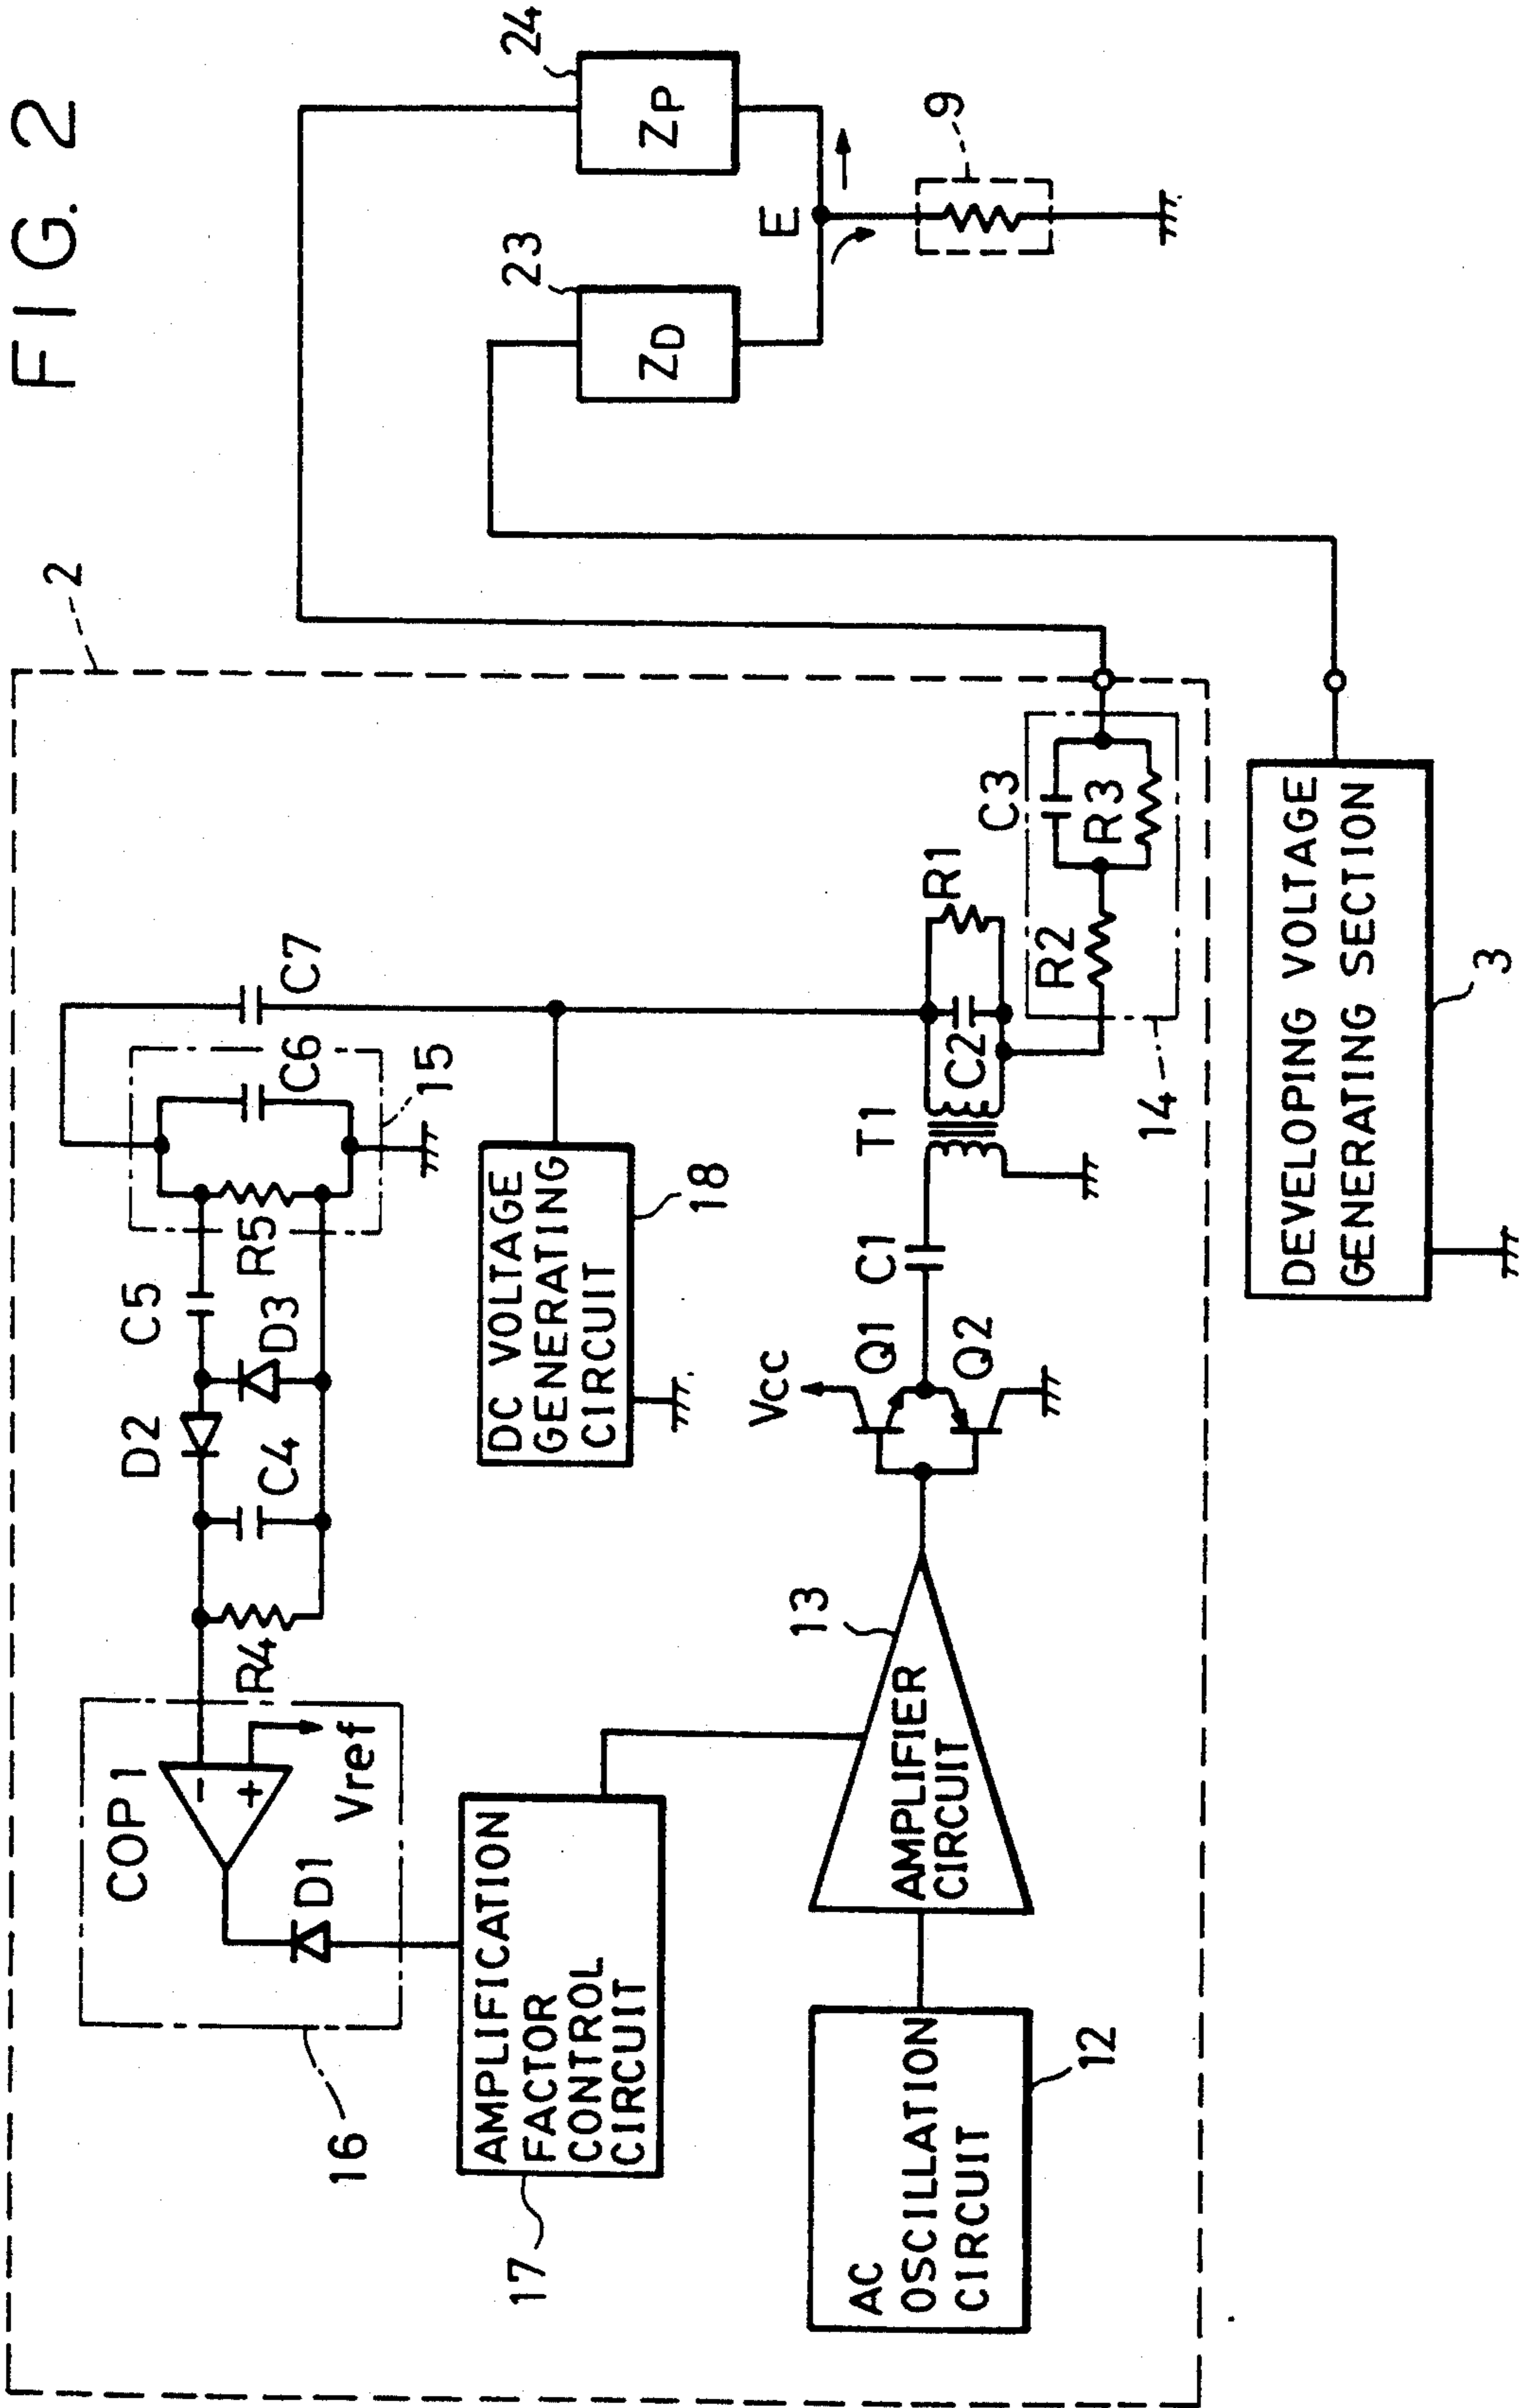 FIG. 2
2
COP1
Vref
D1
16
R4
C4
D2
D3
C5
R5
C6
15
C7
AMPLIFICATION
FACTOR
CONTROL
CIRCUIT
17
DC VOLTAGE
GENERATING
CIRCUIT
18
AC
OSCILLATION
CIRCUIT
12
AMPLIFIER
CIRCUIT
13
Vcc
Q1
Q2
C1
T1
C2
R1
R2
C3
R3
14
DEVELOPING VOLTAGE
GENERATING SECTION
3
ZD
23
ZP
24
E
9
-
+